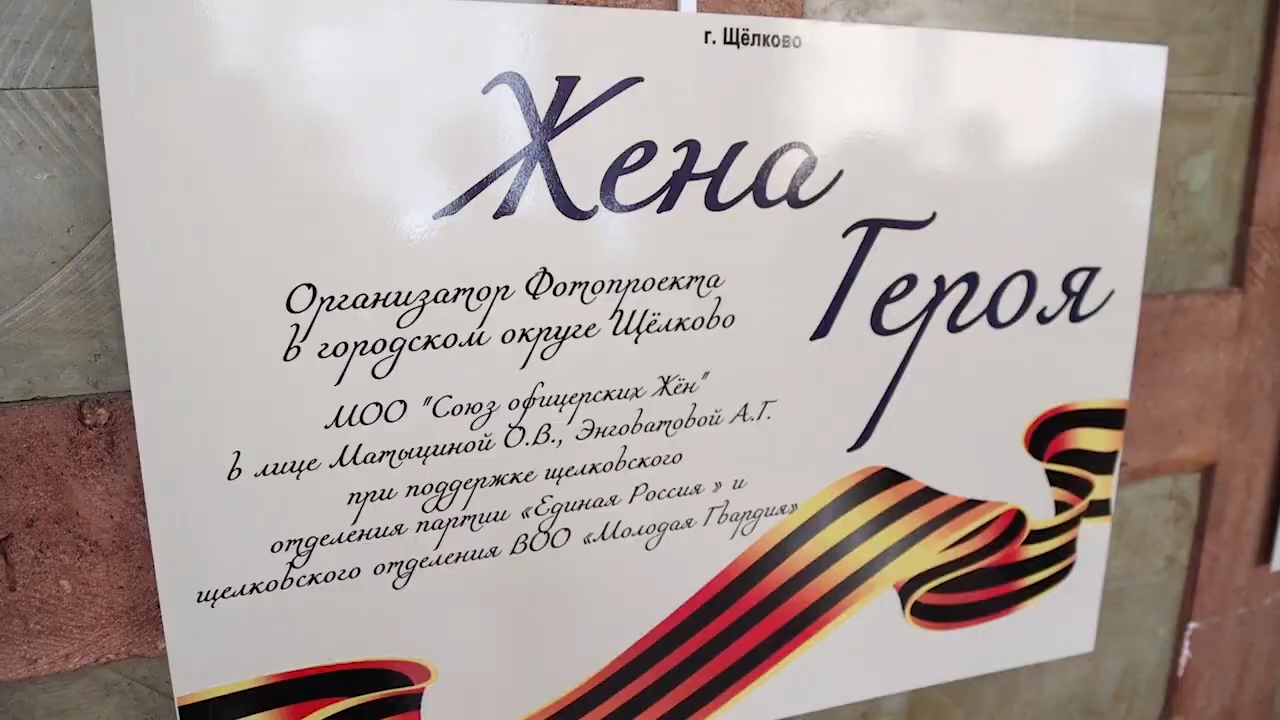 г. Щёлково
Жена
Героя
Организатор Фотопроекта
в городском округе Щёлково
МОО "Союз офицерских Жён"
в лице Матыциной О.В., Энговатовой А.Г.
при поддержке щелковского
отделения партии «Единая Россия » и
щелковского отделения ВОО «Молодая Гвардия»